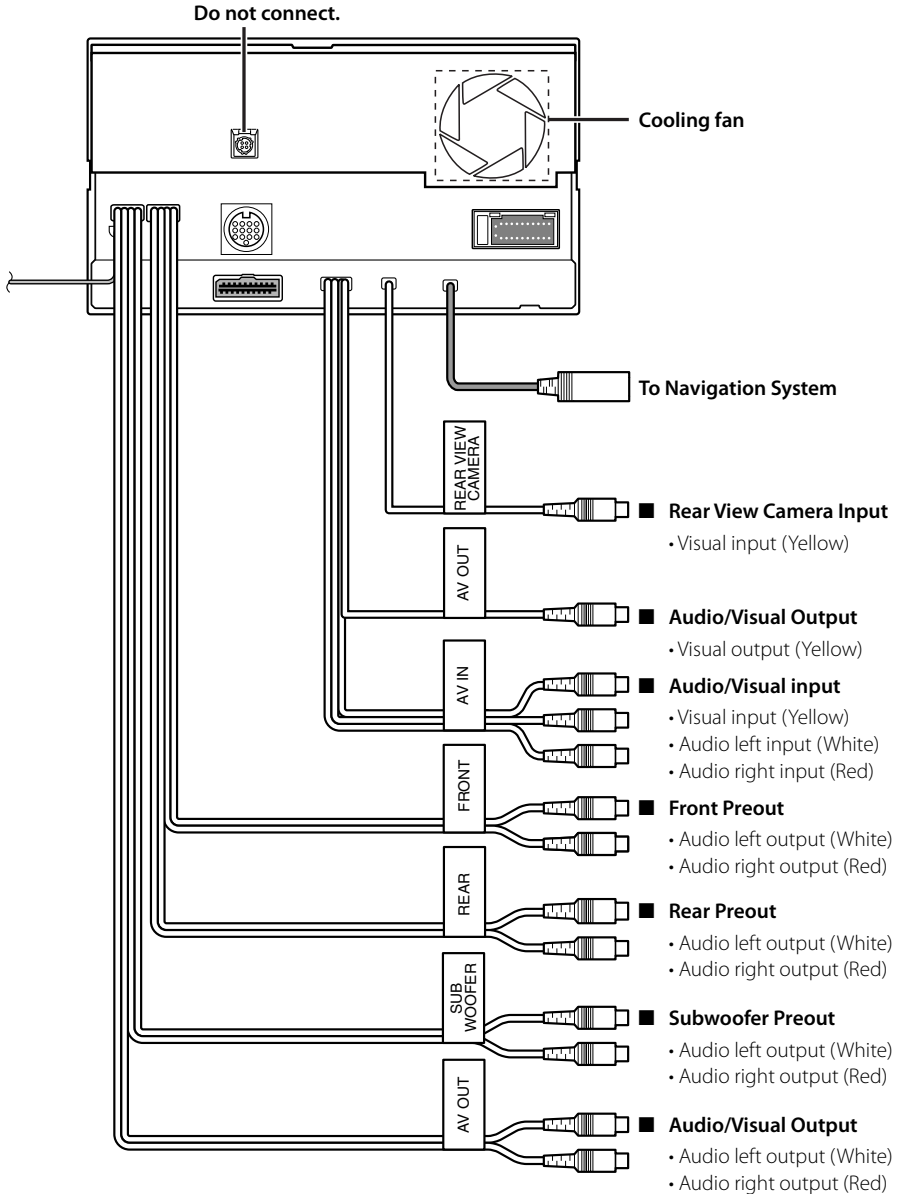 Do not connect.
Cooling fan
To Navigation System
REAR VIEW
CAMERA
■ Rear View Camera Input
• Visual input (Yellow)
AV OUT
■ Audio/Visual Output
• Visual output (Yellow)
AV IN
■ Audio/Visual input
• Visual input (Yellow)
• Audio left input (White)
• Audio right input (Red)
FRONT
■ Front Preout
• Audio left output (White)
• Audio right output (Red)
REAR
■ Rear Preout
• Audio left output (White)
• Audio right output (Red)
SUB
WOOFER
■ Subwoofer Preout
• Audio left output (White)
• Audio right output (Red)
AV OUT
■ Audio/Visual Output
• Audio left output (White)
• Audio right output (Red)